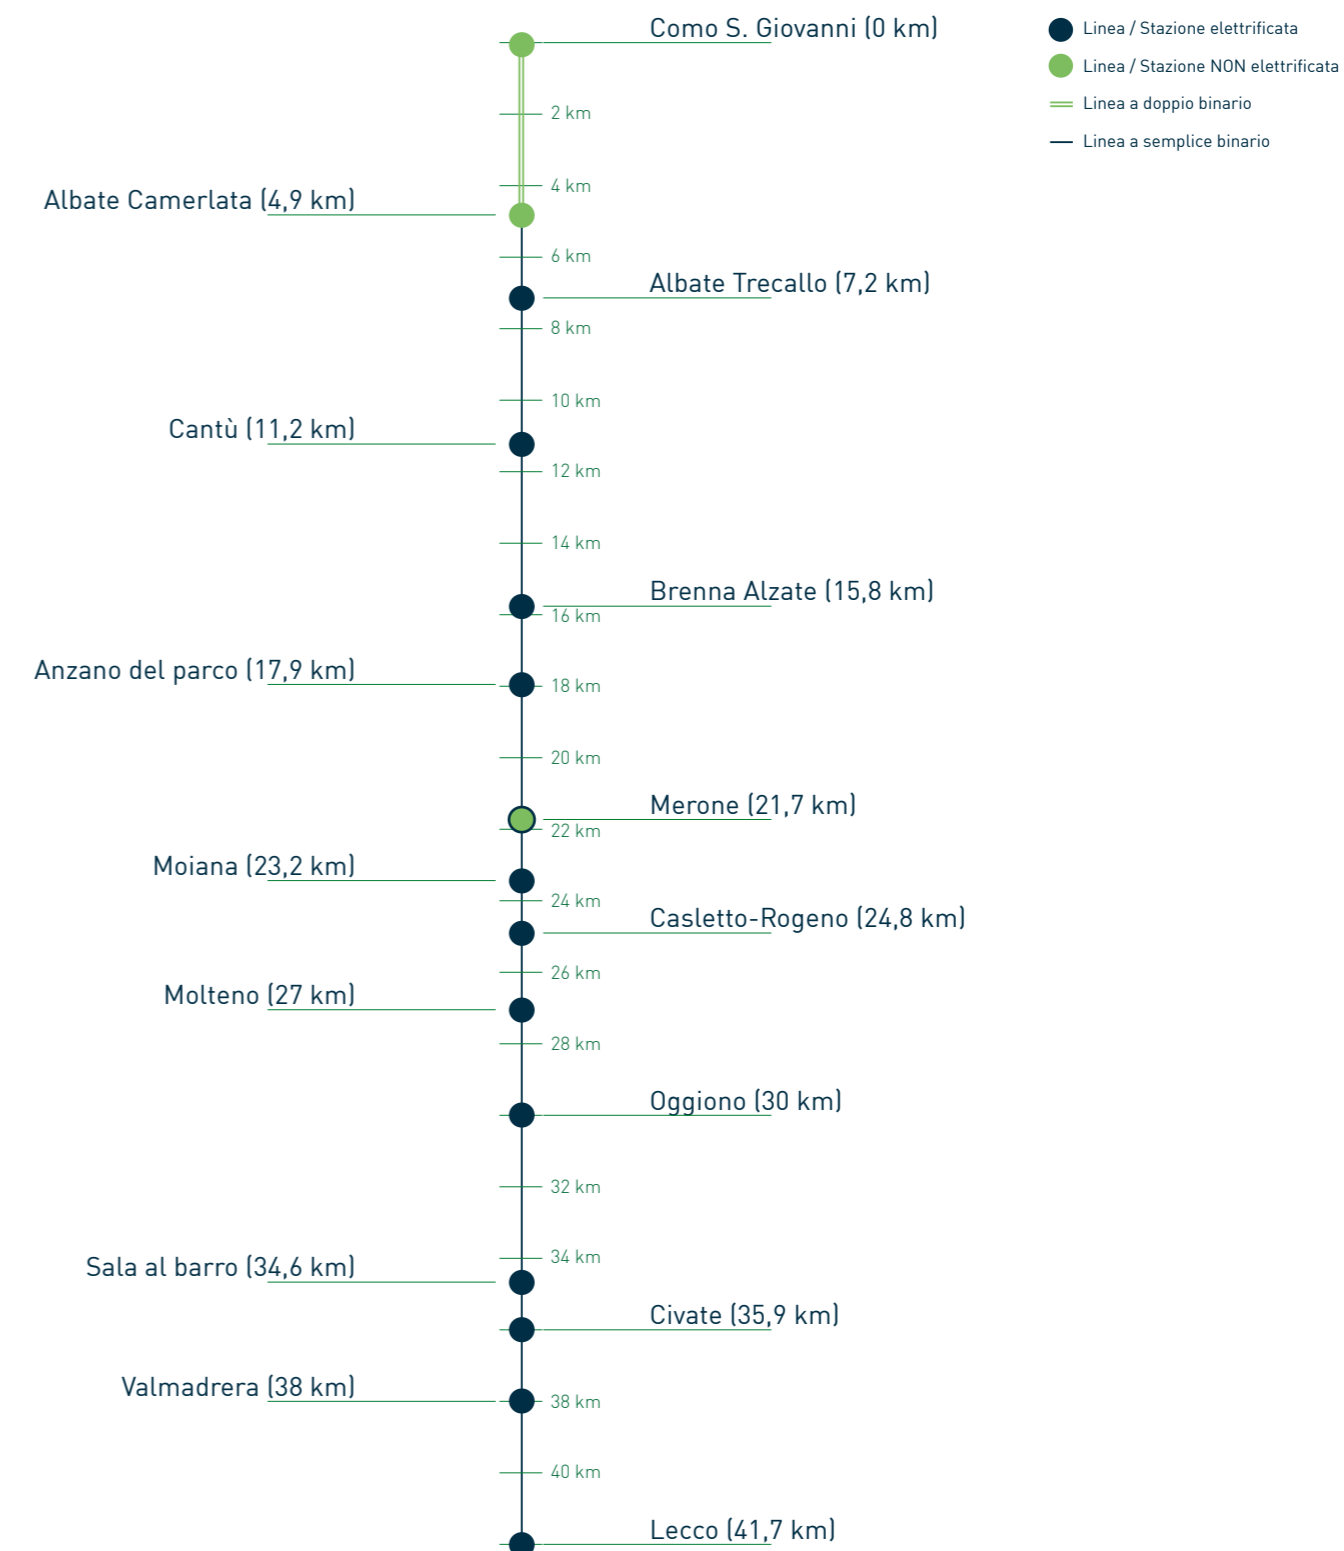 Como S. Giovanni (0 km)
Linea / Stazione elettrificata
Linea / Stazione NON elettrificata
Linea a doppio binario
Linea a semplice binario
2 km
4 km
Albate Camerlata (4,9 km)
6 km
Albate Trecallo (7,2 km)
8 km
10 km
Cantù (11,2 km)
12 km
14 km
Brenna Alzate (15,8 km)
16 km
Anzano del parco (17,9 km)
18 km
20 km
Merone (21,7 km)
22 km
Moiana (23,2 km)
24 km
Casletto-Rogeno (24,8 km)
26 km
Molteno (27 km)
28 km
Oggiono (30 km)
32 km
34 km
Sala al barro (34,6 km)
Civate (35,9 km)
Valmadrera (38 km)
38 km
40 km
Lecco (41,7 km)